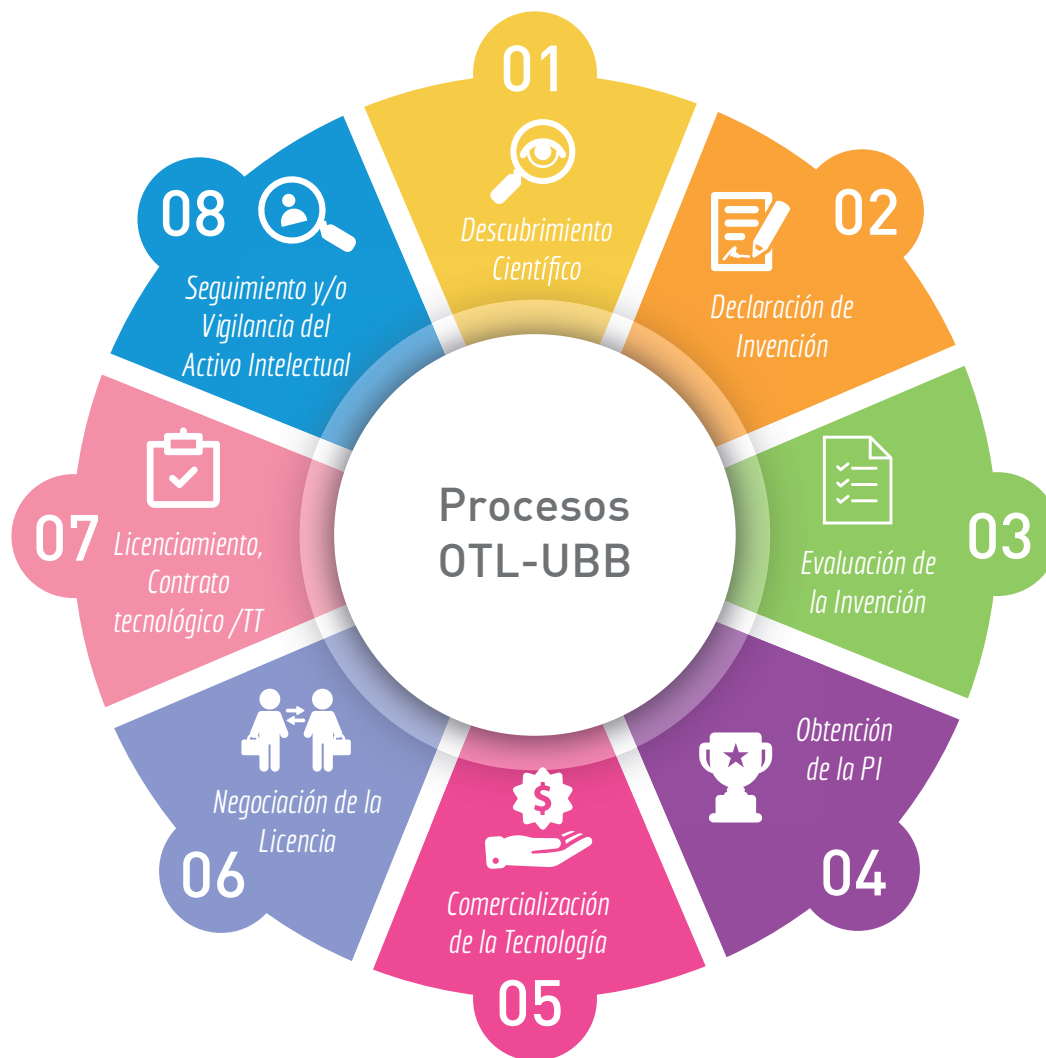 Procesos
OTL-UBB
01
Descubrimiento
Científico
02
Declaración de
Invención
03
Evaluación de
la Invención
Obtención
de la PI
04
$
Comercialización
de la Tecnología
05
Negociación de la
Licencia
06
07
Licenciamiento,
Contrato
tecnológico /TT
08
Seguimiento y/o
Vigilancia del
Activo Intelectual